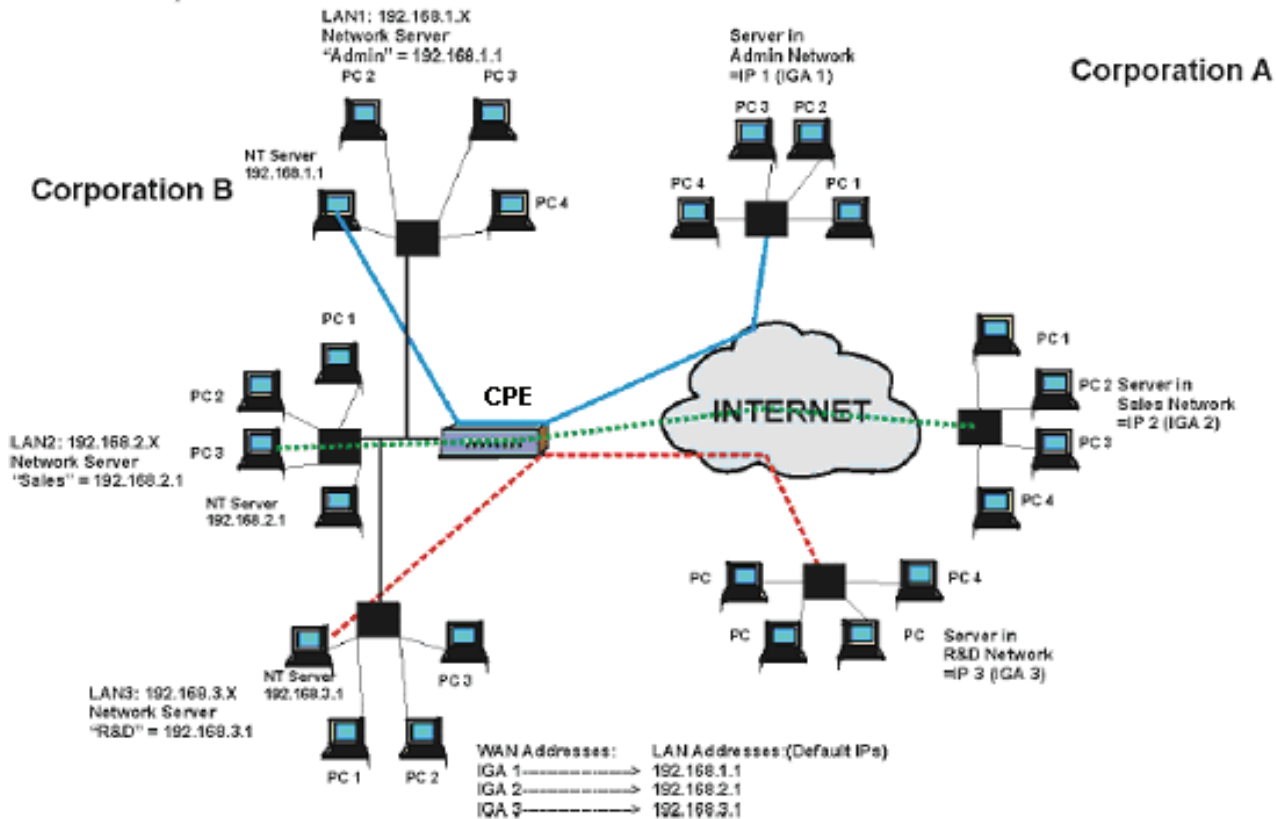 LAN1: 192.168.1.X
Network Server
"Admin" = 192.168.1.1
PC 2
PC 3
NT Server
192.168.1.1
PC 4
Corporation B
Server in
Admin Network
=IP 1 (IGA 1)
PC 3
PC 2
PC 4
PC 1
Corporation A
PC 1
PC 2
PC 3
LAN2: 192.168.2.X
Network Server
"Sales" = 192.168.2.1
NT Server
192.168.2.1
CPE
INTERNET
PC 1
PC 2
Server in
Sales Network
=IP 2 (IGA 2)
PC 3
PC 4
PC
PC 4
PC
PC
Server in
R&D Network
=IP 3 (IGA 3)
NT Server
192.168.3.1
PC 3
LAN3: 192.168.3.X
Network Server
"R&D" = 192.168.3.1
PC 1
PC 2
WAN Addresses: LAN Addresses:(Default IPs)
IGA 1-----------------> 192.168.1.1
IGA 2-----------------> 192.168.2.1
IGA 3-----------------> 192.168.3.1